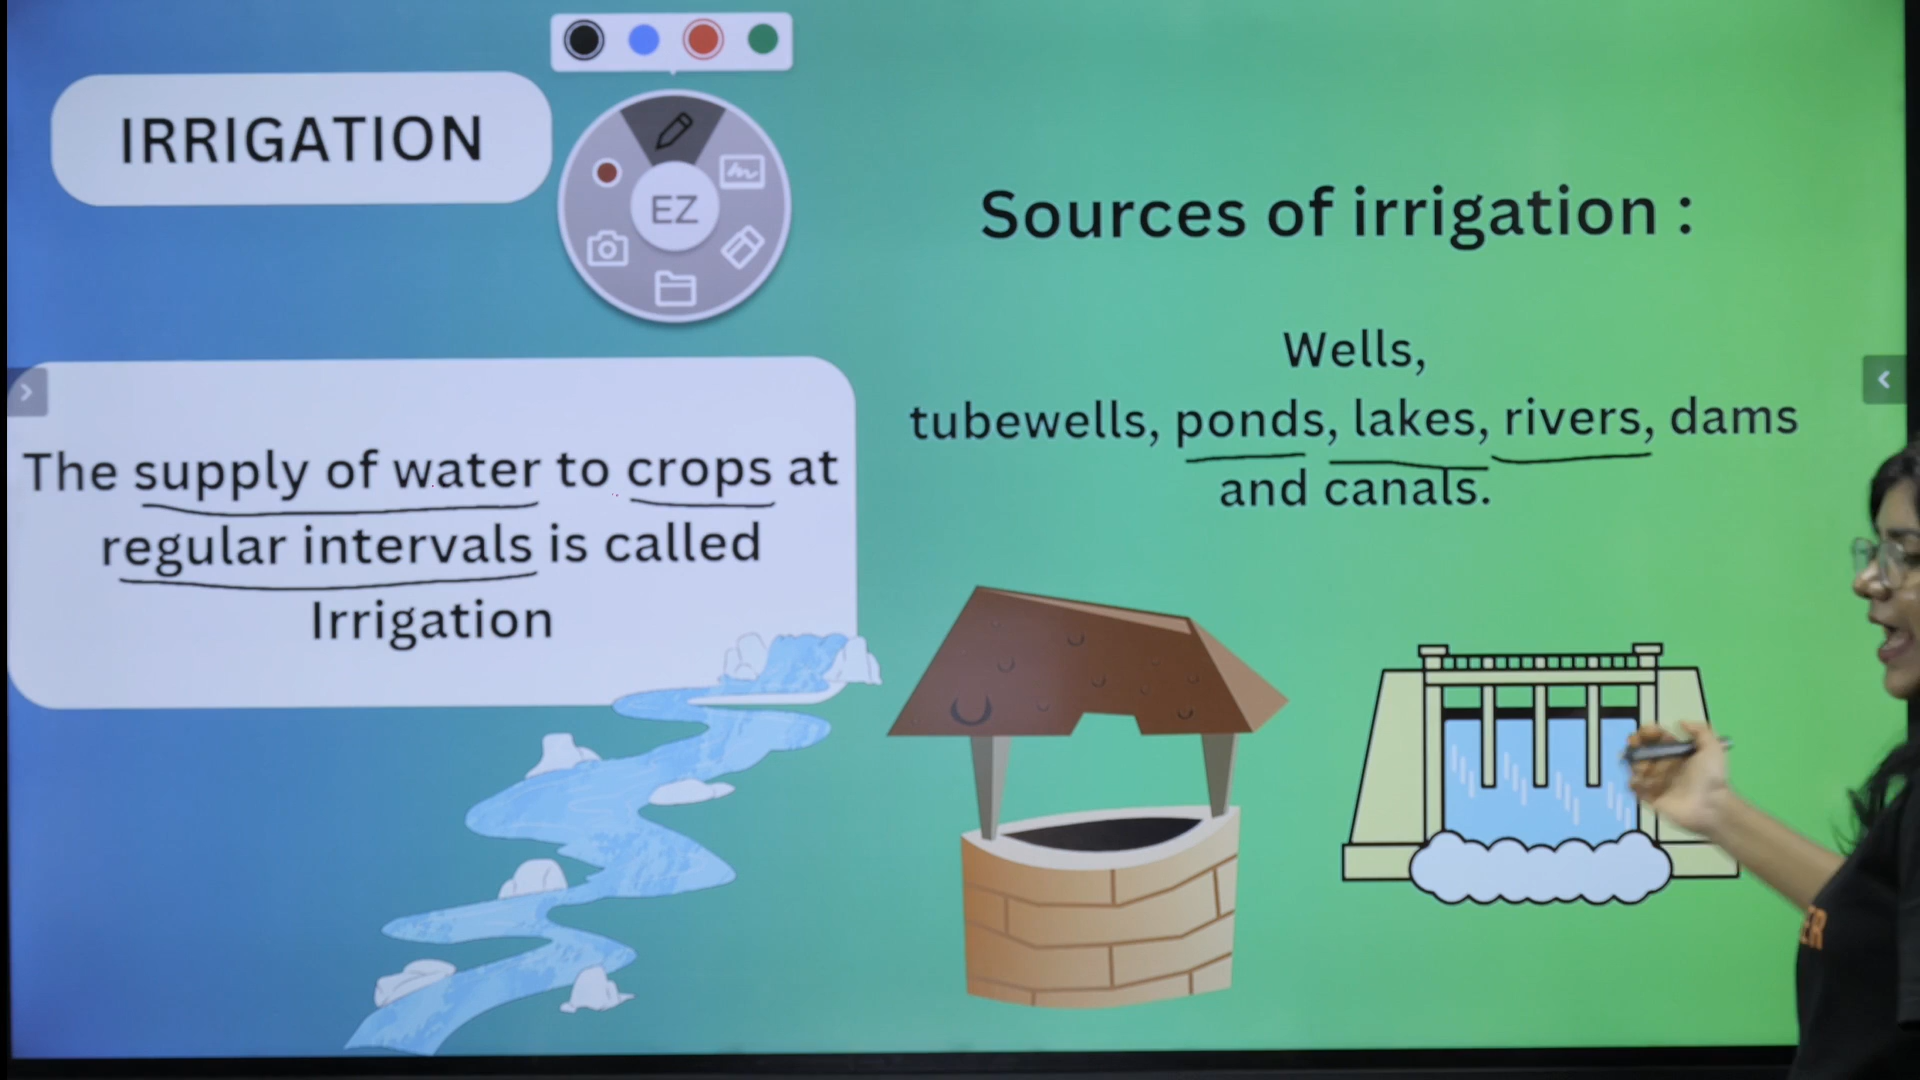 IRRIGATION
EZ
The supply of water to crops at
regular intervals is called
Irrigation
Sources of irrigation :
Wells,
tubewells, ponds, lakes, rivers, dams
and canals.
ER